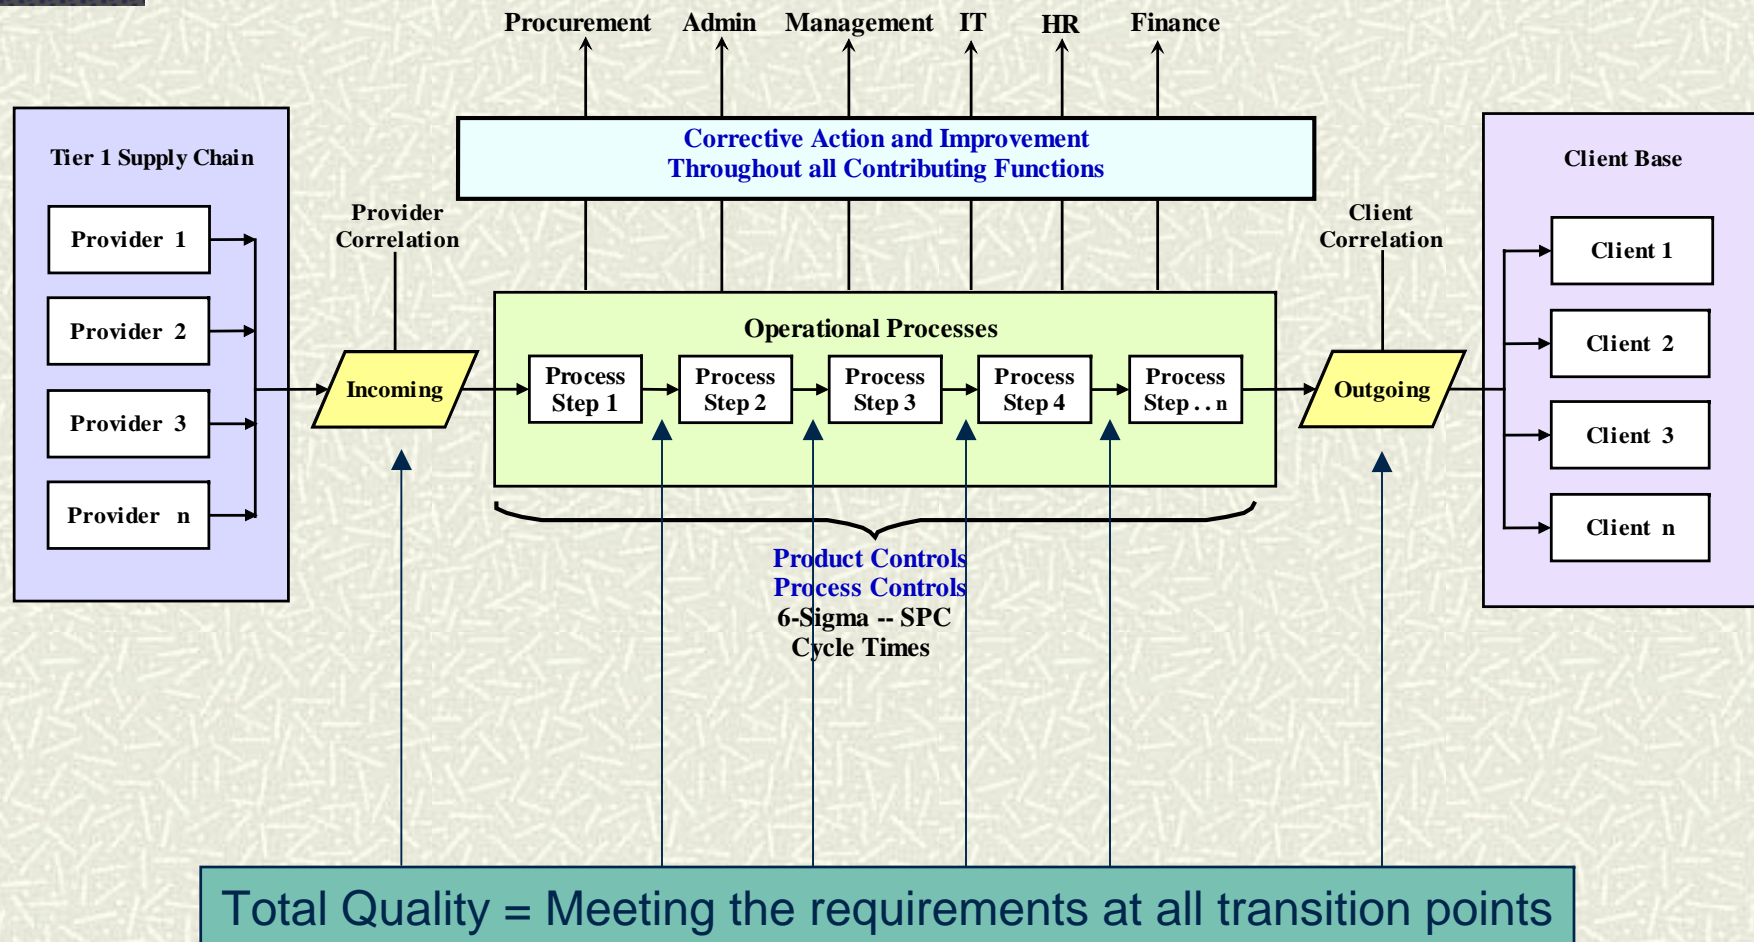 Procurement Admin Management IT HR Finance
Corrective Action and Improvement
Throughout all Contributing Functions
Tier 1 Supply Chain
Provider 1
Provider 2
Provider 3
Provider n
Provider
Correlation
Incoming
Operational Processes
Process
Step 1
Process
Step 2
Process
Step 3
Process
Step 4
Process
Step . . n
Product Controls
Process Controls
6-Sigma -- SPC
Cycle Times
Client
Correlation
Outgoing
Client Base
Client 1
Client 2
Client 3
Client n
Total Quality = Meeting the requirements at all transition points